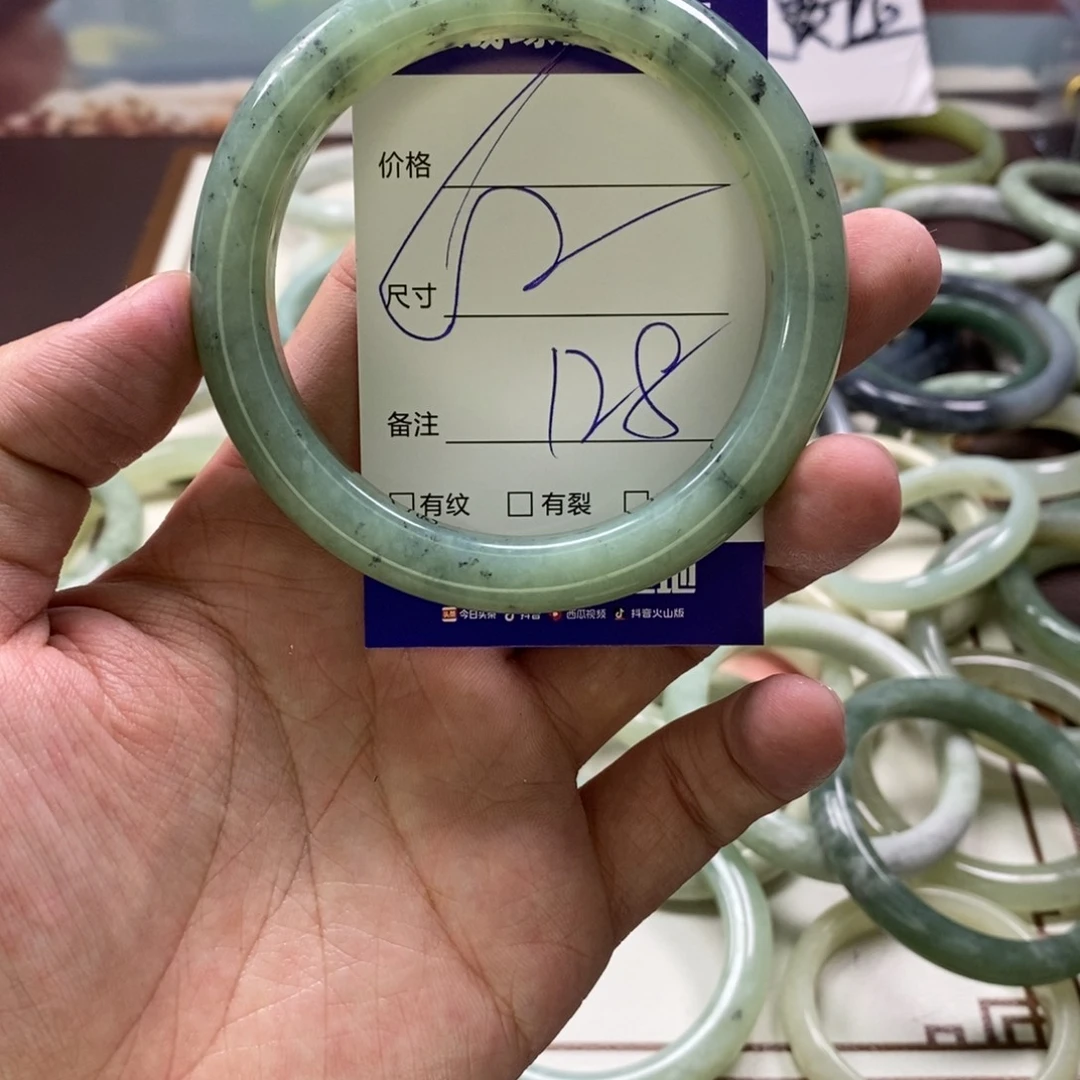 价格
尺寸
128
备注
有纹 有裂
今日头条 抖音 西瓜视频 抖音火山版